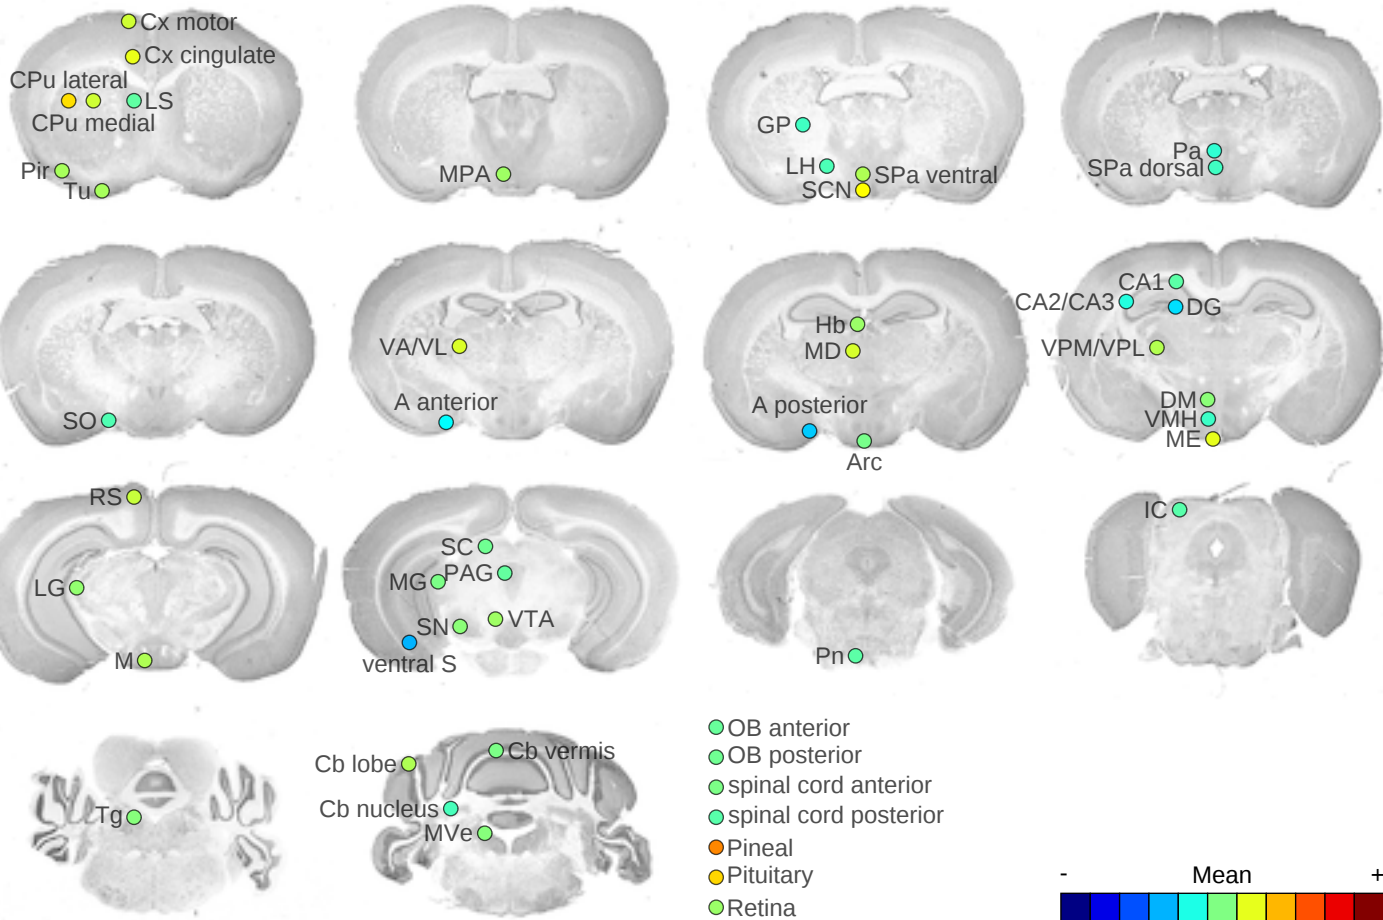 Cx motor
Cx cingulate
CPu lateral
LS
CPu medial
Pir
Tu
MPA
GP
LH
SPa ventral
SCN
Pa
SPa dorsal
SO
VA/VL
A anterior
Hb
MD
A posterior
Arc
CA1
CA2/CA3
DG
VPM/VPL
DM
VMH
ME
RS
LG
M
SC
PAG
MG
VTA
SN
ventral S
Pn
IC
Tg
Cb vermis
Cb lobe
Cb nucleus
MVe
OB anterior
OB posterior
spinal cord anterior
spinal cord posterior
Pineal
Pituitary
Retina
- Mean +